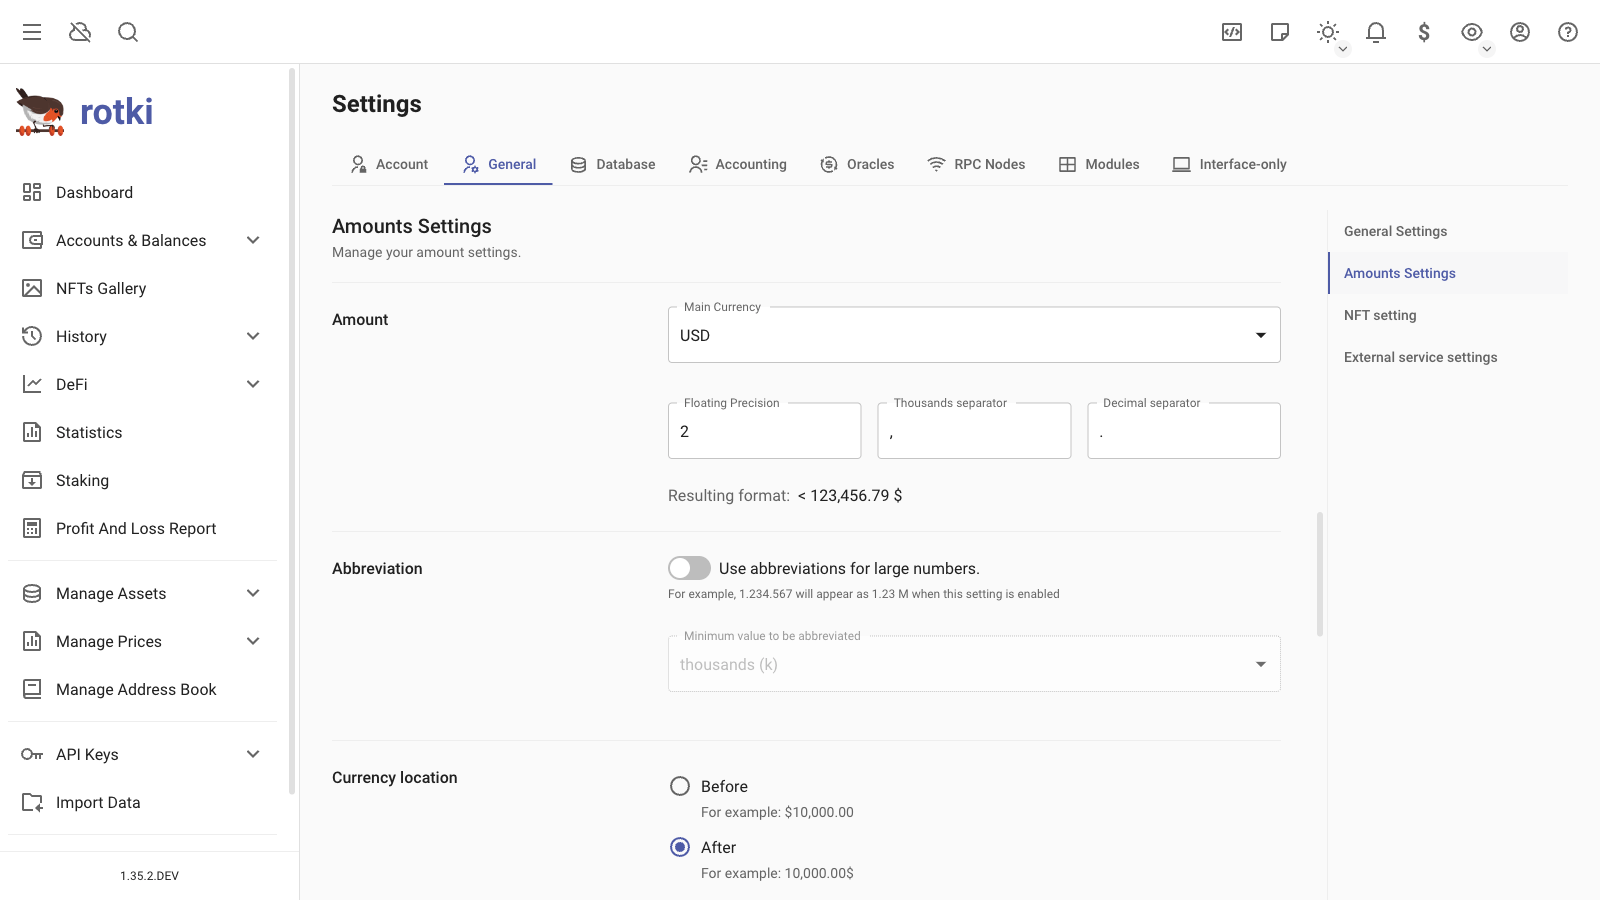 rotki
Dashboard
Accounts & Balances
NFTs Gallery
History
DeFi
Statistics
Staking
Profit And Loss Report
Manage Assets
Manage Prices
Manage Address Book
API Keys
Import Data
1.35.2.DEV
Settings
Account
General
Database
Accounting
Oracles
RPC Nodes
Modules
Interface-only
Amounts Settings
Manage your amount settings.
Amount
Main Currency
USD
Floating Precision
2
Thousands separator
,
Decimal separator
.
Resulting format: < 123,456.79 $
Abbreviation
Use abbreviations for large numbers.
For example, 1.234.567 will appear as 1.23 M when this setting is enabled
Minimum value to be abbreviated
thousands (k)
Currency location
Before
For example: $10,000.00
After
For example: 10,000.00$
General Settings
Amounts Settings
NFT setting
External service settings